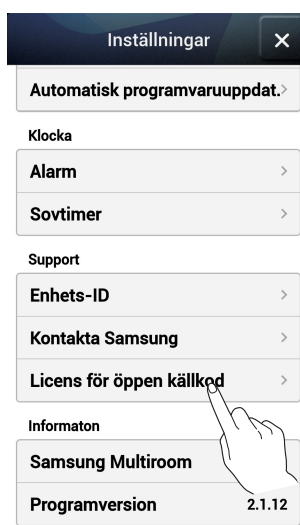 Inställningar
Automatisk programvaruuppdat.
Klocka
Alarm
Sovtimer
Support
Enhets-ID
Kontakta Samsung
Licens för öppen källkod
Informaton
Samsung Multiroom
Programversion 2.1.12